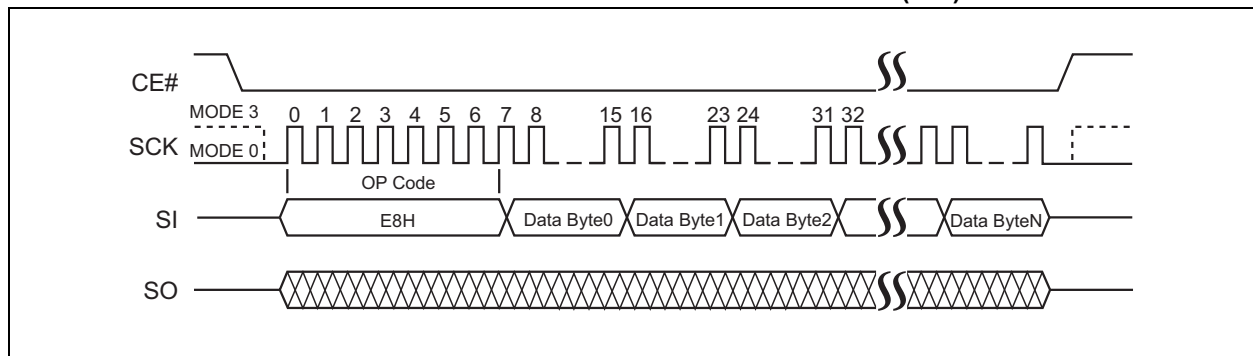 CE#
MODE 3 0 1 2 3 4 5 6 7 8 15 16 23 24 31 32
SCK MODE 0
OP Code
SI E8H Data Byte0 Data Byte1 Data Byte2 Data ByteN
SO